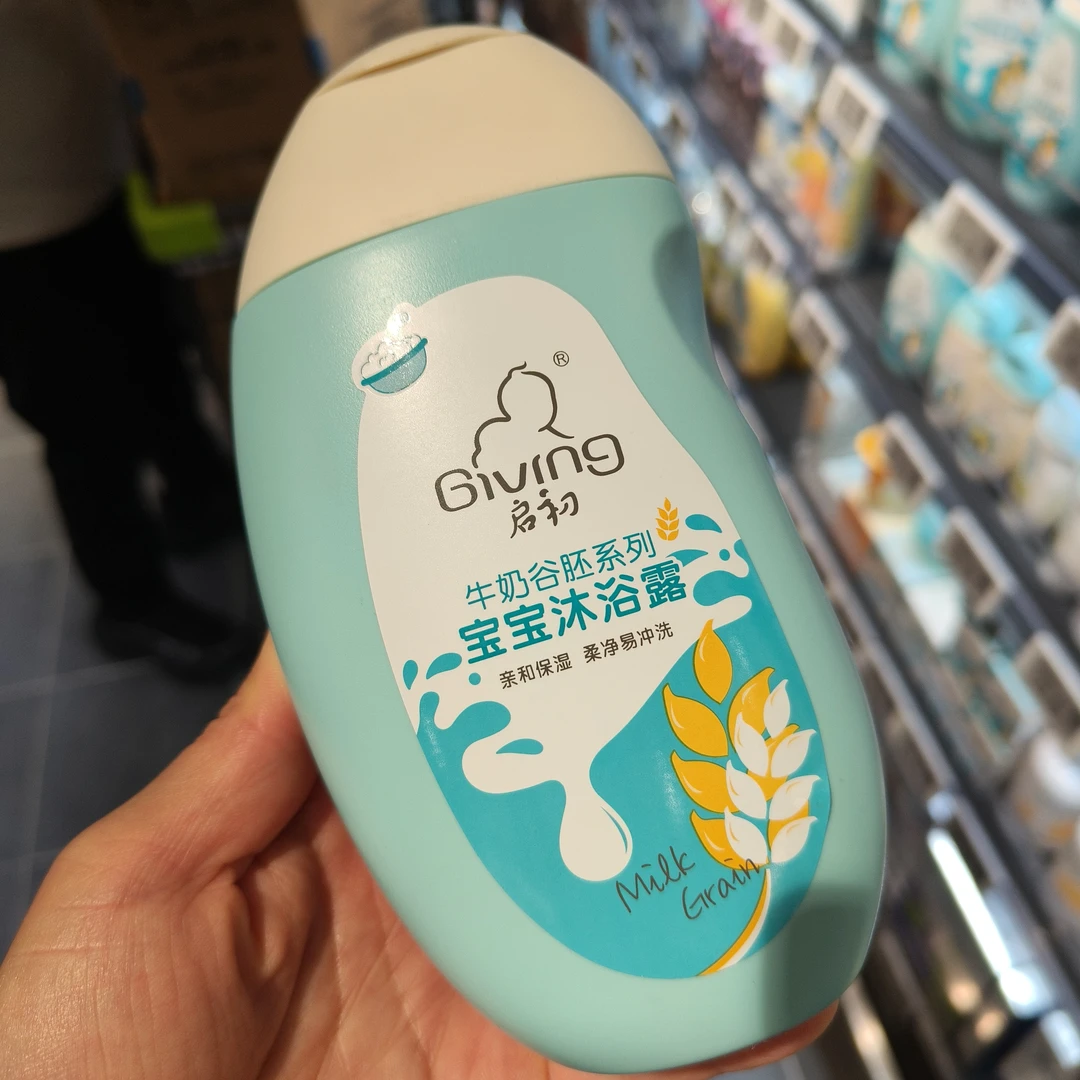 ®
Giving
启初
牛奶谷胚系列
宝宝沐浴露
亲和保湿 柔净易冲洗
Milk
Grain